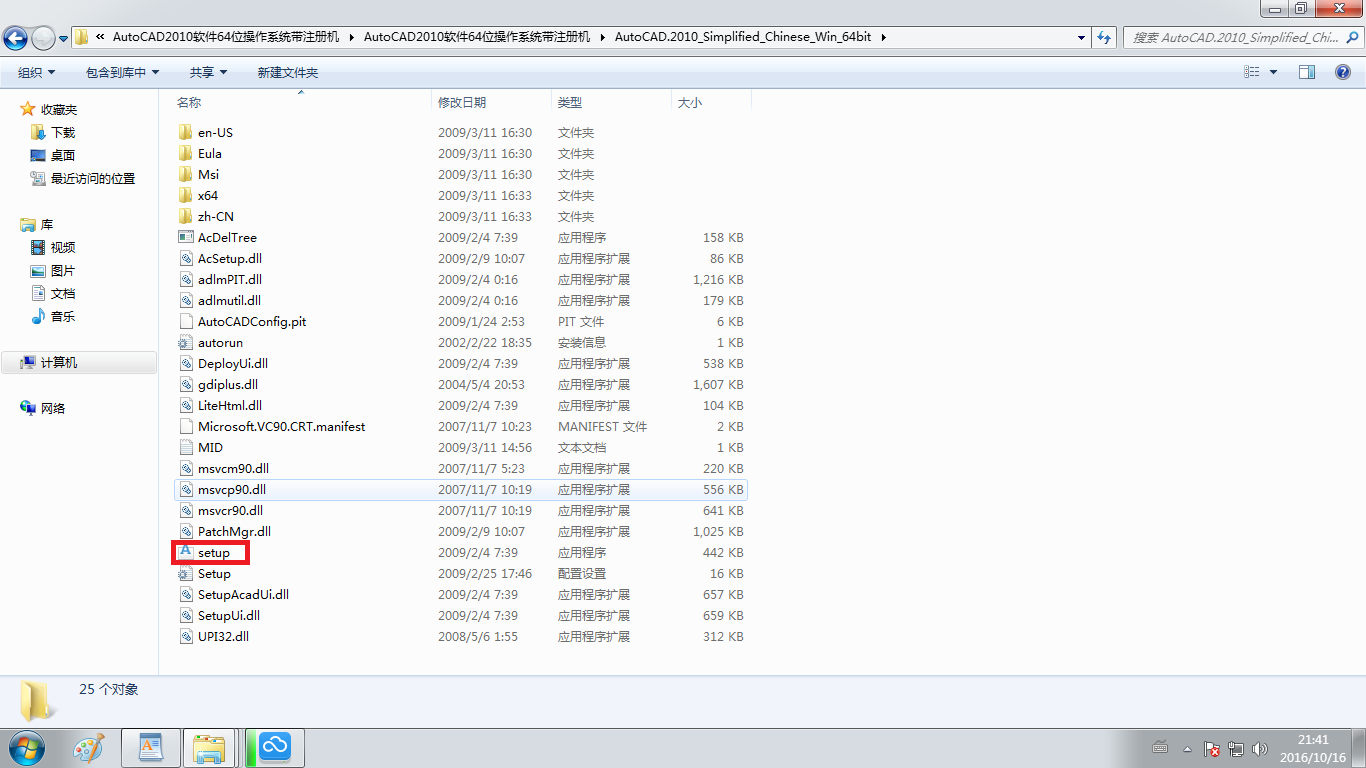 « AutoCAD2010软件64位操作系统带注册机 ▸ AutoCAD2010软件64位操作系统带注册机 ▸ AutoCAD.2010_Simplified_Chinese_Win_64bit ▸ 搜索 AutoCAD.2010_Simplified_Chi...
组织 包含到库中 共享 新建文件夹
收藏夹
下载
桌面
最近访问的位置
库
视频
图片
文档
音乐
计算机
网络
名称 修改日期 类型 大小
en-US 2009/3/11 16:30 文件夹
Eula 2009/3/11 16:30 文件夹
Msi 2009/3/11 16:30 文件夹
x64 2009/3/11 16:33 文件夹
zh-CN 2009/3/11 16:33 文件夹
AcDelTree 2009/2/4 7:39 应用程序 158 KB
AcSetup.dll 2009/2/9 10:07 应用程序扩展 86 KB
adlmPIT.dll 2009/2/4 0:16 应用程序扩展 1,216 KB
adlmutil.dll 2009/2/4 0:16 应用程序扩展 179 KB
AutoCADConfig.pit 2009/1/24 2:53 PIT 文件 6 KB
autorun 2002/2/22 18:35 安装信息 1 KB
DeployUi.dll 2009/2/4 7:39 应用程序扩展 538 KB
gdiplus.dll 2004/5/4 20:53 应用程序扩展 1,607 KB
LiteHtml.dll 2009/2/4 7:39 应用程序扩展 104 KB
Microsoft.VC90.CRT.manifest 2007/11/7 10:23 MANIFEST 文件 2 KB
MID 2009/3/11 14:56 文本文档 1 KB
msvcm90.dll 2007/11/7 5:23 应用程序扩展 220 KB
msvcp90.dll 2007/11/7 10:19 应用程序扩展 556 KB
msvcr90.dll 2007/11/7 10:19 应用程序扩展 641 KB
PatchMgr.dll 2009/2/9 10:07 应用程序扩展 1,025 KB
setup 2009/2/4 7:39 应用程序 442 KB
Setup 2009/2/25 17:46 配置设置 16 KB
SetupAcadUi.dll 2009/2/4 7:39 应用程序扩展 657 KB
SetupUi.dll 2009/2/4 7:39 应用程序扩展 659 KB
UPI32.dll 2008/5/6 1:55 应用程序扩展 312 KB
25 个对象
21:41
2016/10/16